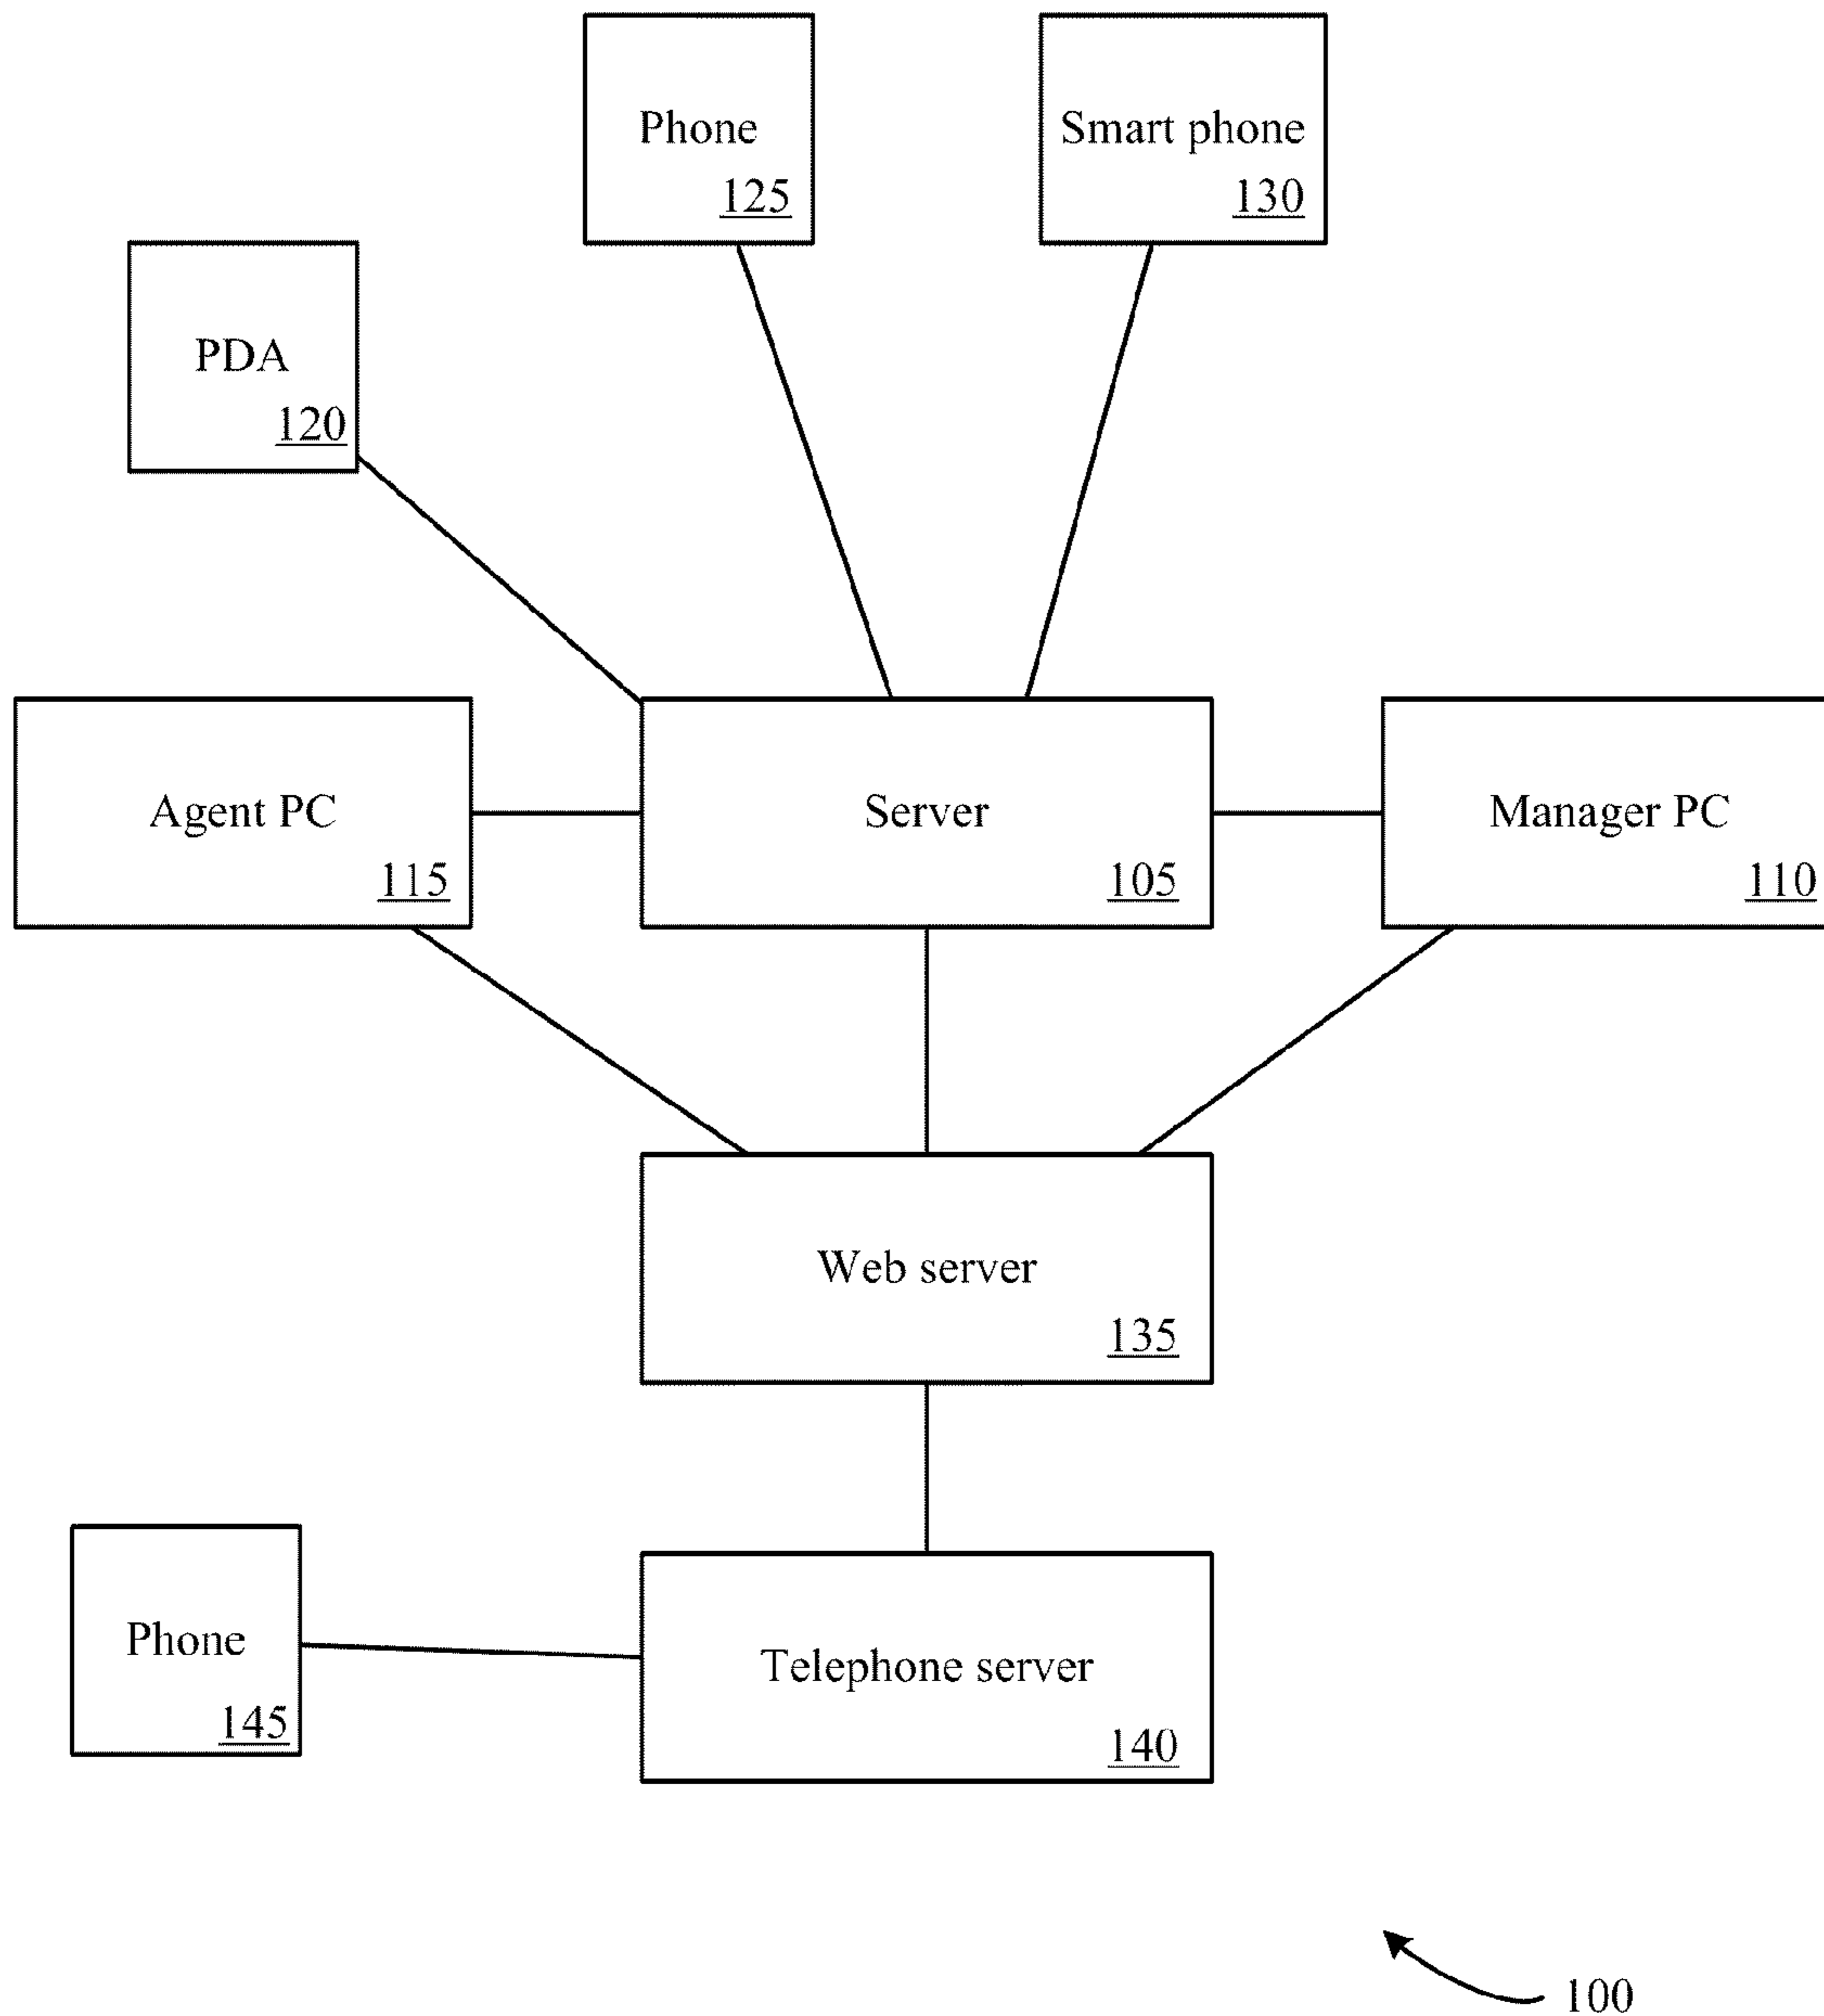 Phone
125
Smart phone
130
PDA
120
Agent PC
115
Server
105
Manager PC
110
Web server
135
Phone
145
Telephone server
140
100